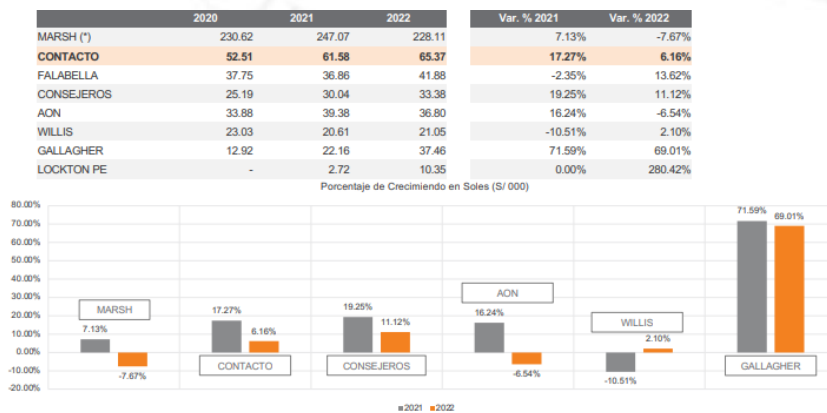 2020 2021 2022 Var. % 2021 Var. % 2022
MARSH (*) 230.62 247.07 228.11 7.13% -7.67%
CONTACTO 52.51 61.58 65.37 17.27% 6.16%
FALABELLA 37.75 36.86 41.88 -2.35% 13.62%
CONSEJEROS 25.19 30.04 33.38 19.25% 11.12%
AON 33.88 39.38 36.80 16.24% -6.54%
WILLIS 23.03 20.61 21.05 -10.51% 2.10%
GALLAGHER 12.92 22.16 37.46 71.59% 69.01%
LOCKTON PE - 2.72 10.35 0.00% 280.42%
Porcentaje de Crecimiendo en Soles (S/ 000)
80.00%
70.00%
60.00%
50.00%
40.00%
30.00%
20.00%
10.00%
0.00%
-10.00%
-20.00%
MARSH
7.13%
-7.67%
17.27%
6.16%
CONTACTO
19.25%
11.12%
CONSEJEROS
AON
16.24%
-6.54%
WILLIS
2.10%
-10.51%
71.59%
69.01%
GALLAGHER
2021 2022